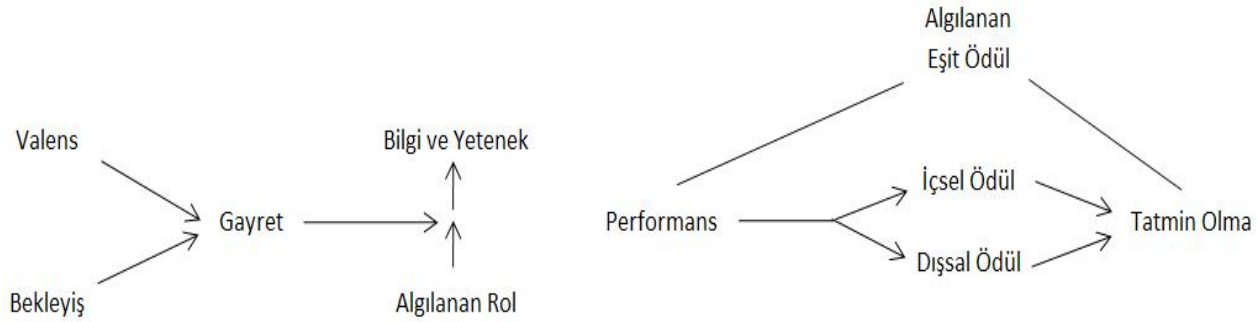 Algılanan
Eşit Ödül
Valens
Bilgi ve Yetenek
İçsel Ödül
Gayret
Performans
Tatmin Olma
Dışsal Ödül
Bekleyiş
Algılanan Rol